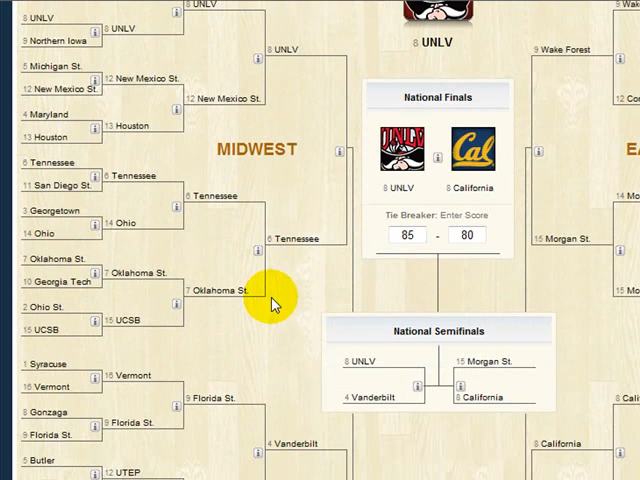 8 UNLV
9 Northern Iowa
8 UNLV
8 UNLV
5 Michigan St.
12 New Mexico St.
12 New Mexico St.
12 New Mexico St.
4 Maryland
13 Houston
13 Houston
8 UNLV
6 Tennessee
11 San Diego St.
6 Tennessee
6 Tennessee
3 Georgetown
14 Ohio
14 Ohio
6 Tennessee
7 Oklahoma St.
10 Georgia Tech
7 Oklahoma St.
7 Oklahoma St.
2 Ohio St.
15 UCSB
15 UCSB
MIDWEST
1 Syracuse
16 Vermont
16 Vermont
9 Florida St.
8 Gonzaga
9 Florida St.
9 Florida St.
4 Vanderbilt
5 Butler
12 UTEP
8 UNLV
National Finals
UNLV
Cal
8 UNLV
8 California
Tie Breaker: Enter Score
85 - 80
National Semifinals
8 UNLV
15 Morgan St.
4 Vanderbilt
8 California
9 Wake Forest
15 Morgan St.
8 California